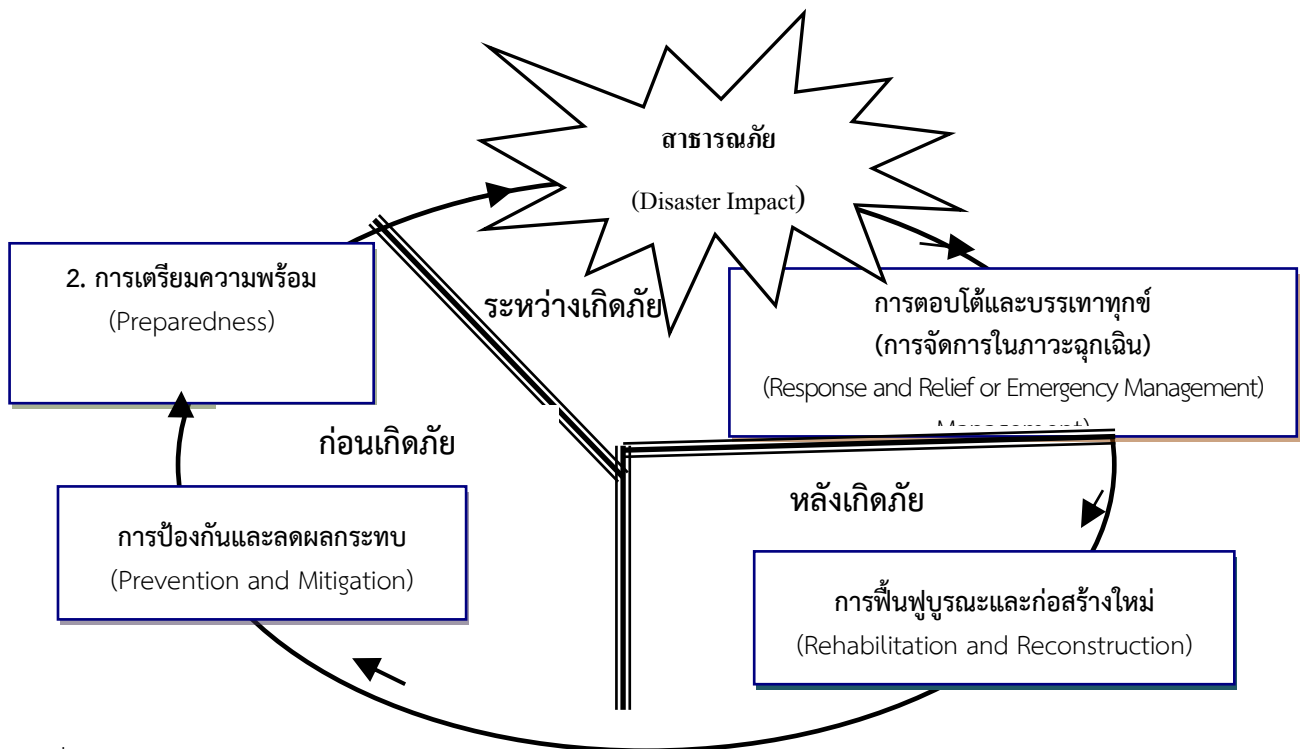 สาธารณภัย
(Disaster Impact)
2. การเตรียมความพร้อม
(Preparedness)
ระหว่างเกิดภัย
การตอบโต้และบรรเทาทุกข์
(การจัดการในภาวะฉุกเฉิน)
(Response and Relief or Emergency Management)
ก่อนเกิดภัย
หลังเกิดภัย
การป้องกันและลดผลกระทบ
(Prevention and Mitigation)
การฟื้นฟูบูรณะและก่อสร้างใหม่
(Rehabilitation and Reconstruction)